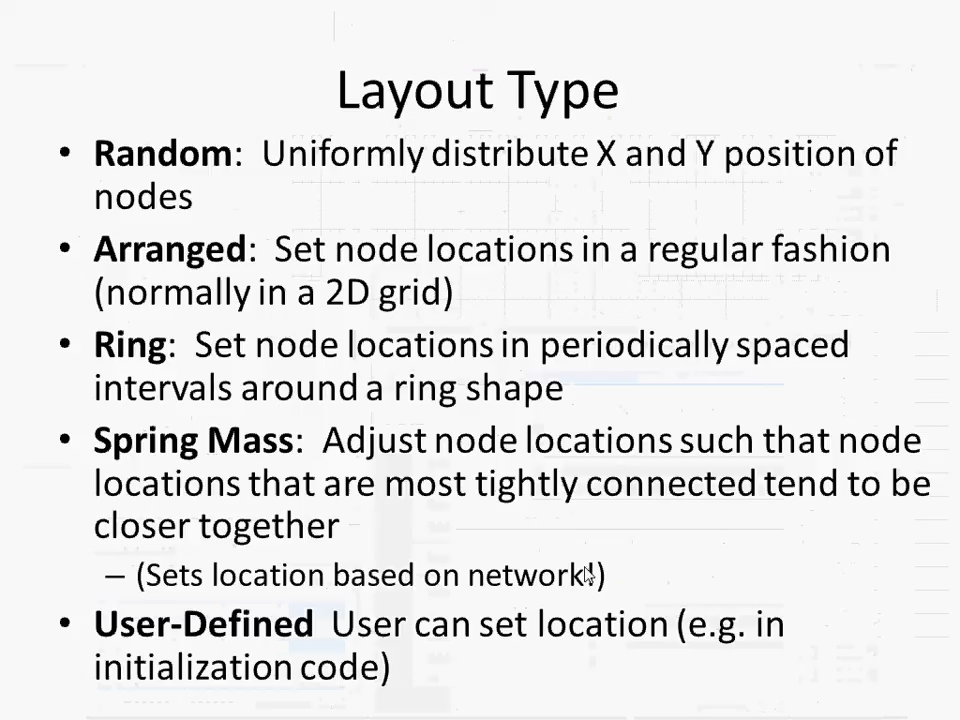 Layout Type
• Random: Uniformly distribute X and Y position of
nodes
• Arranged: Set node locations in a regular fashion
(normally in a 2D grid)
• Ring: Set node locations in periodically spaced
intervals around a ring shape
• Spring Mass: Adjust node locations such that node
locations that are most tightly connected tend to be
closer together
– (Sets location based on network!)
• User-Defined User can set location (e.g. in
initialization code)